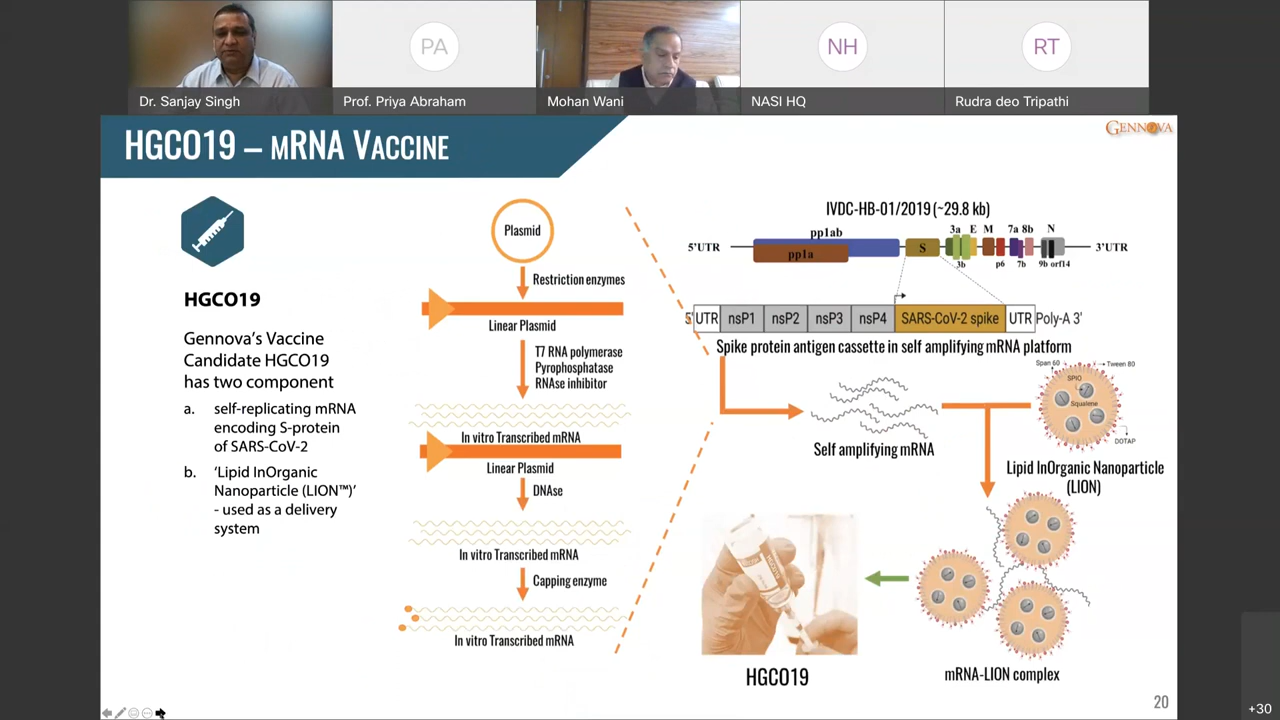 PA
NH
RT
Dr. Sanjay Singh
Prof. Priya Abraham
Mohan Wani
NASI HQ
Rudra deo Tripathi
HGCO19 – MRNA VACCINE
GENNOVA
HGCO19
Gennova's Vaccine
Candidate HGCO19
has two component
a. self-replicating mRNA
encoding S-protein
of SARS-CoV-2
b. 'Lipid InOrganic
Nanoparticle (LION™)'
- used as a delivery
system
Plasmid
Restriction enzymes
Linear Plasmid
T7 RNA polymerase
Pyrophosphatase
RNAse inhibitor
In vitro Transcribed mRNA
Linear Plasmid
DNAse
In vitro Transcribed mRNA
Capping enzyme
In vitro Transcribed mRNA
IVDC-HB-01/2019 (~29.8 kb)
pp1ab
3a E M 7a 8b N
5'UTR
pp1a
S
3'UTR
3b p6 7b 9b orf14
5' UTR nsP1 nsP2 nsP3 nsP4 SARS-CoV-2 spike UTR Poly-A 3'
Spike protein antigen cassette in self amplifying mRNA platform
Span 60
Tween 80
SPIO
Squalene
DOTAP
Self amplifying mRNA
Lipid InOrganic Nanoparticle
(LION)
HGCO19
HGCO19
mRNA-LION complex
20
+30